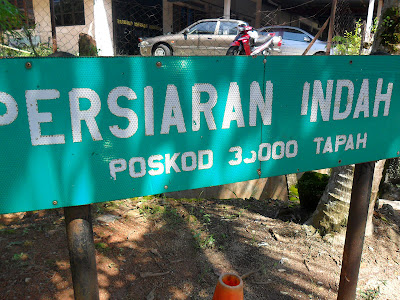 PERSIARAN INDAH
POSKOD 35000 TAPAH